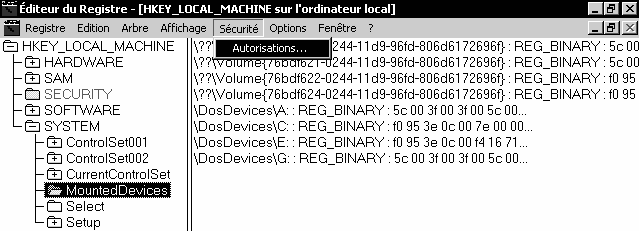 Éditeur du Registre - [HKEY_LOCAL_MACHINE sur l'ordinateur local]
Registre Edition Arbre Affichage Sécurité Options Fenêtre ?
Autorisations...
HKEY_LOCAL_MACHINE
HARDWARE
SAM
SECURITY
SOFTWARE
SYSTEM
ControlSet001
ControlSet002
CurrentControlSet
MountedDevices
Select
Setup
\??\Volume{76bdf620-0244-11d9-96fd-806d6172696f} : REG_BINARY : 5c 00
\??\Volume{76bdf621-0244-11d9-96fd-806d6172696f} : REG_BINARY : 5c 00
\??\Volume{76bdf622-0244-11d9-96fd-806d6172696f} : REG_BINARY : f0 95
\??\Volume{76bdf624-0244-11d9-96fd-806d6172696f} : REG_BINARY : f0 95
\DosDevices\A: : REG_BINARY : 5c 00 3f 00 3f 00 5c 00...
\DosDevices\C: : REG_BINARY : f0 95 3e 0c 00 7e 00 00...
\DosDevices\E: : REG_BINARY : f0 95 3e 0c 00 f4 16 71...
\DosDevices\G: : REG_BINARY : 5c 00 3f 00 3f 00 5c 00...